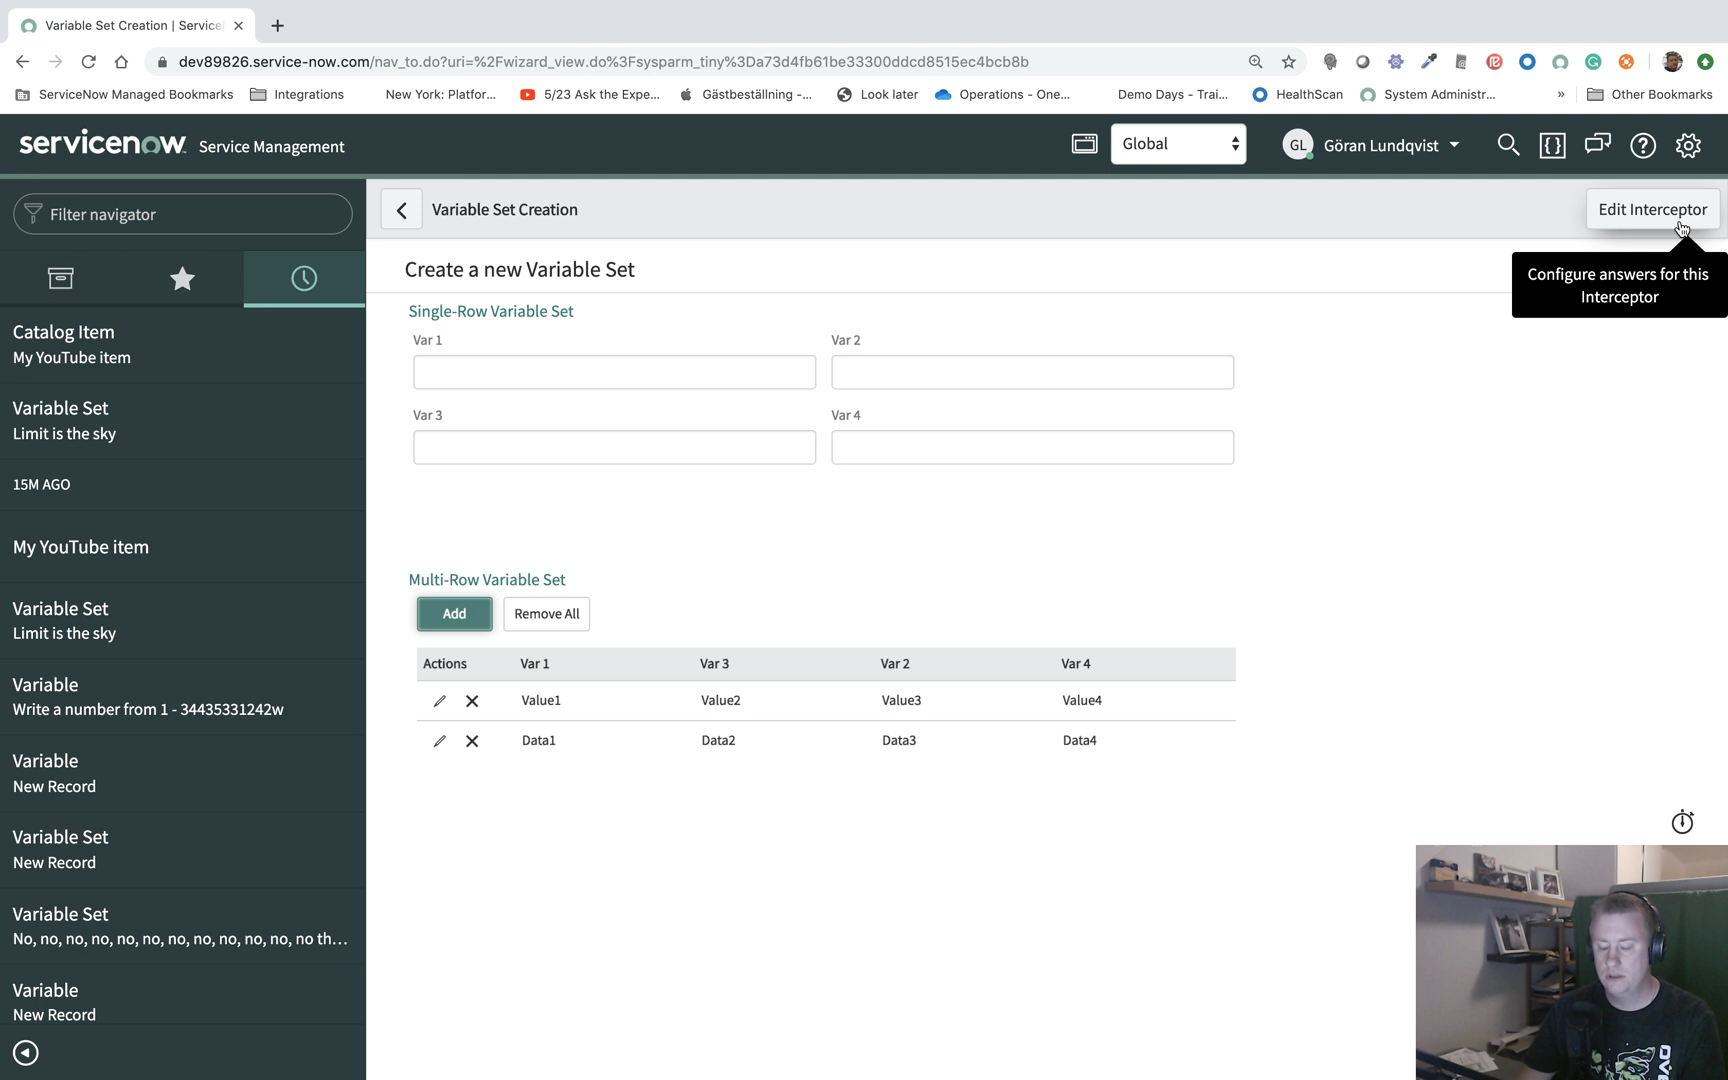 Variable Set Creation | Service
dev89826.service-now.com/nav_to.do?uri=%2Fwizard_view.do%3Fsysparm_tiny%3Da73d4fb61be33300ddcd8515ec4bcb8b
ServiceNow Managed Bookmarks
Integrations
New York: Platfor...
5/23 Ask the Expe...
Gästbeställning -...
Look later
Operations - One...
Demo Days - Trai...
HealthScan
System Administr...
»
Other Bookmarks
servicenow Service Management
Global
GL
Göran Lundqvist
Filter navigator
Variable Set Creation
Edit Interceptor
Configure answers for this
Interceptor
Catalog Item
My YouTube item
Variable Set
Limit is the sky
15M AGO
My YouTube item
Variable Set
Limit is the sky
Variable
Write a number from 1 - 34435331242w
Variable
New Record
Variable Set
New Record
Variable Set
No, no, no, no, no, no, no, no, no, no, no, no th...
Variable
New Record
Create a new Variable Set
Single-Row Variable Set
Var 1 Var 2
Var 3 Var 4
Multi-Row Variable Set
Add Remove All
Actions Var 1 Var 3 Var 2 Var 4
Value1 Value2 Value3 Value4
Data1 Data2 Data3 Data4